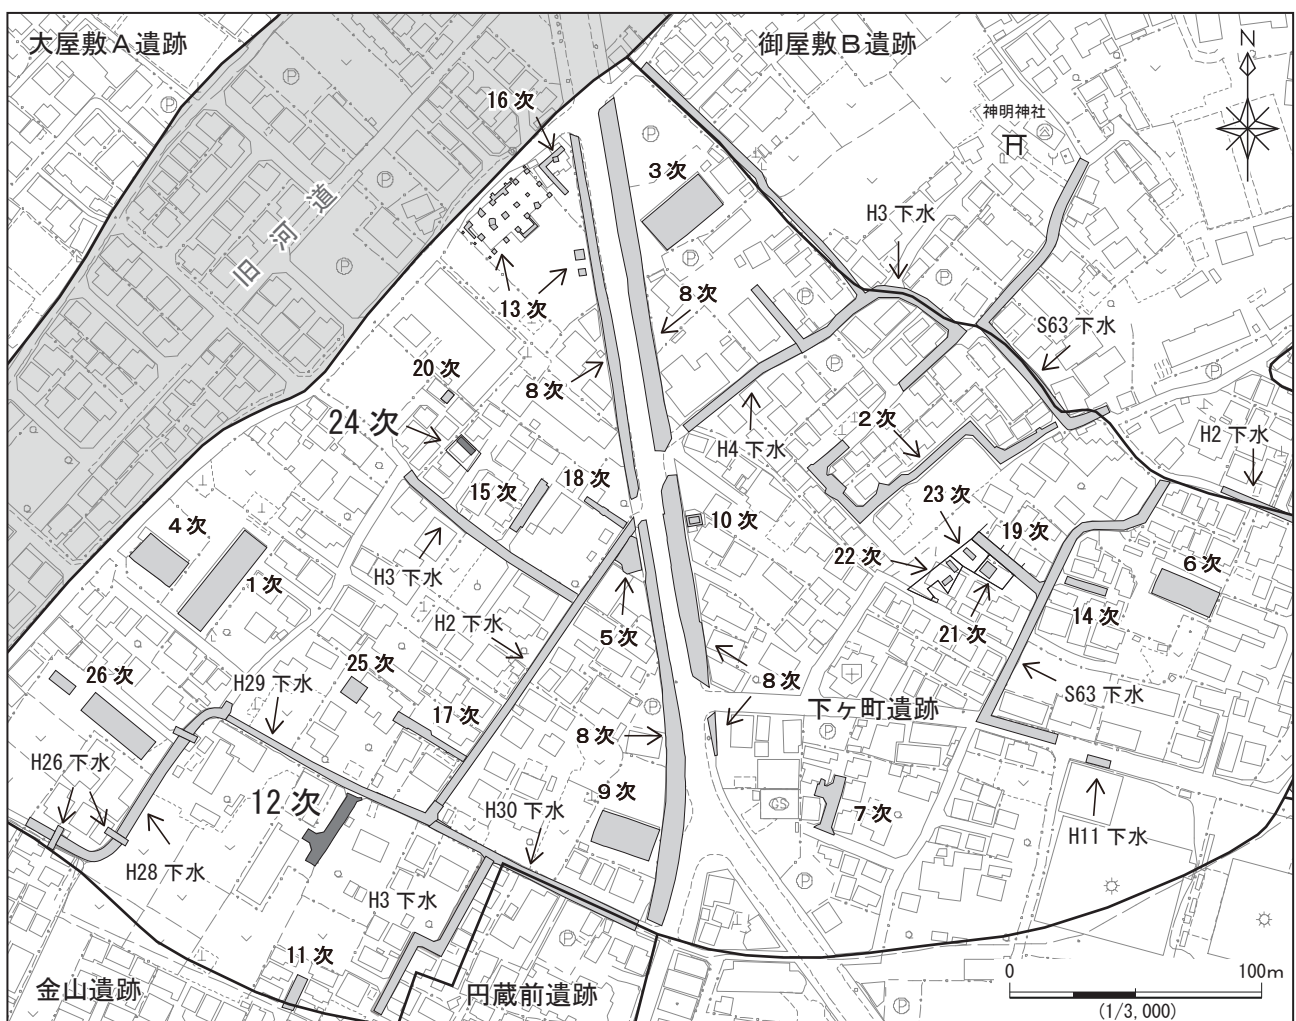 大屋敷A遺跡
御屋敷B遺跡
N
神明神社
16次
3次
旧河道
H3下水
13次
8次
S63下水
20次
8次
24次
2次
H4下水
H2下水
18次
15次
23次
10次
19次
4次
22次
6次
H3下水
1次
14次
H2下水
5次
21次
25次
26次
H29下水
8次
S63下水
17次
下ヶ町遺跡
8次
H26下水
12次
9次
H30下水
GS
7次
H11下水
H28下水
H3下水
11次
0 100m
金山遺跡
円蔵前遺跡
(1/3,000)
P
P
P
P
P
P
P
P
P
P
P
P
P